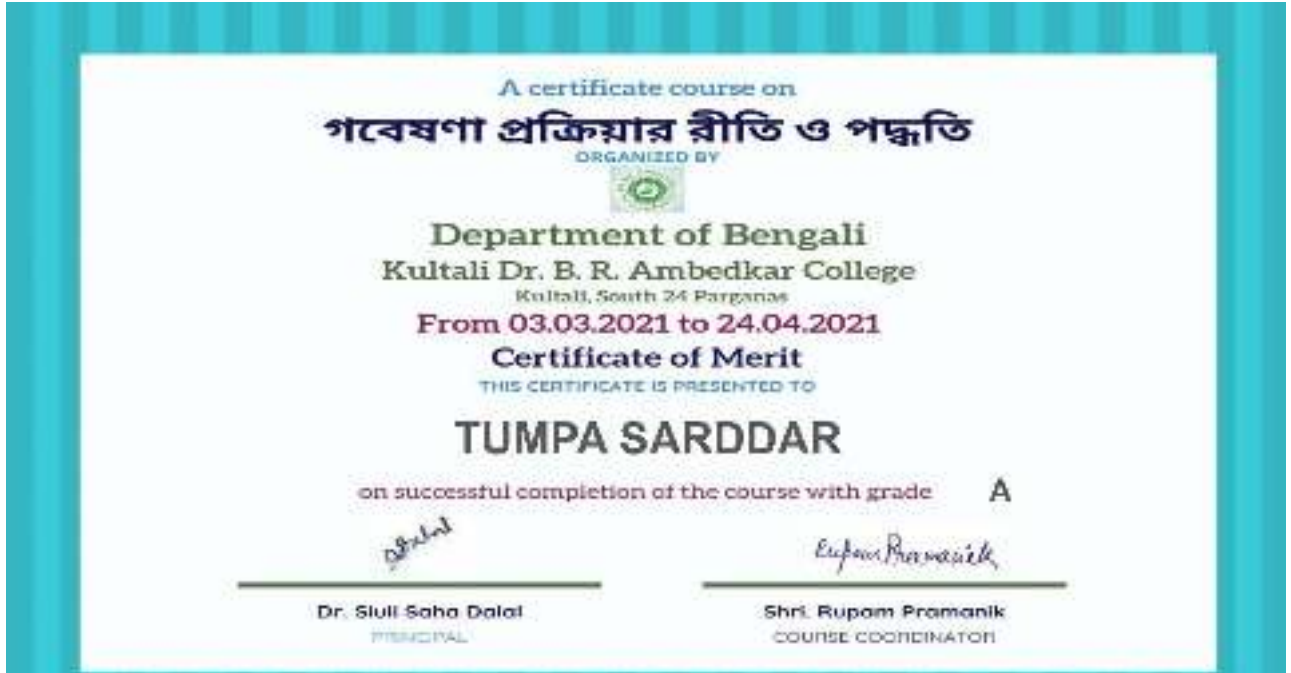 A certificate course on
গবেষণা প্রক্রিয়ার রীতি ও পদ্ধতি
ORGANIZED BY
Department of Bengali
Kultali Dr. B. R. Ambedkar College
Kultali, South 24 Parganas
From 03.03.2021 to 24.04.2021
Certificate of Merit
THIS CERTIFICATE IS PRESENTED TO
TUMPA SARDDAR
on successful completion of the course with grade A
Rupam Pramanik
Dr. Siuli Saha Dalal Shri. Rupam Pramanik
PRINCIPAL COURSE COORDINATOR